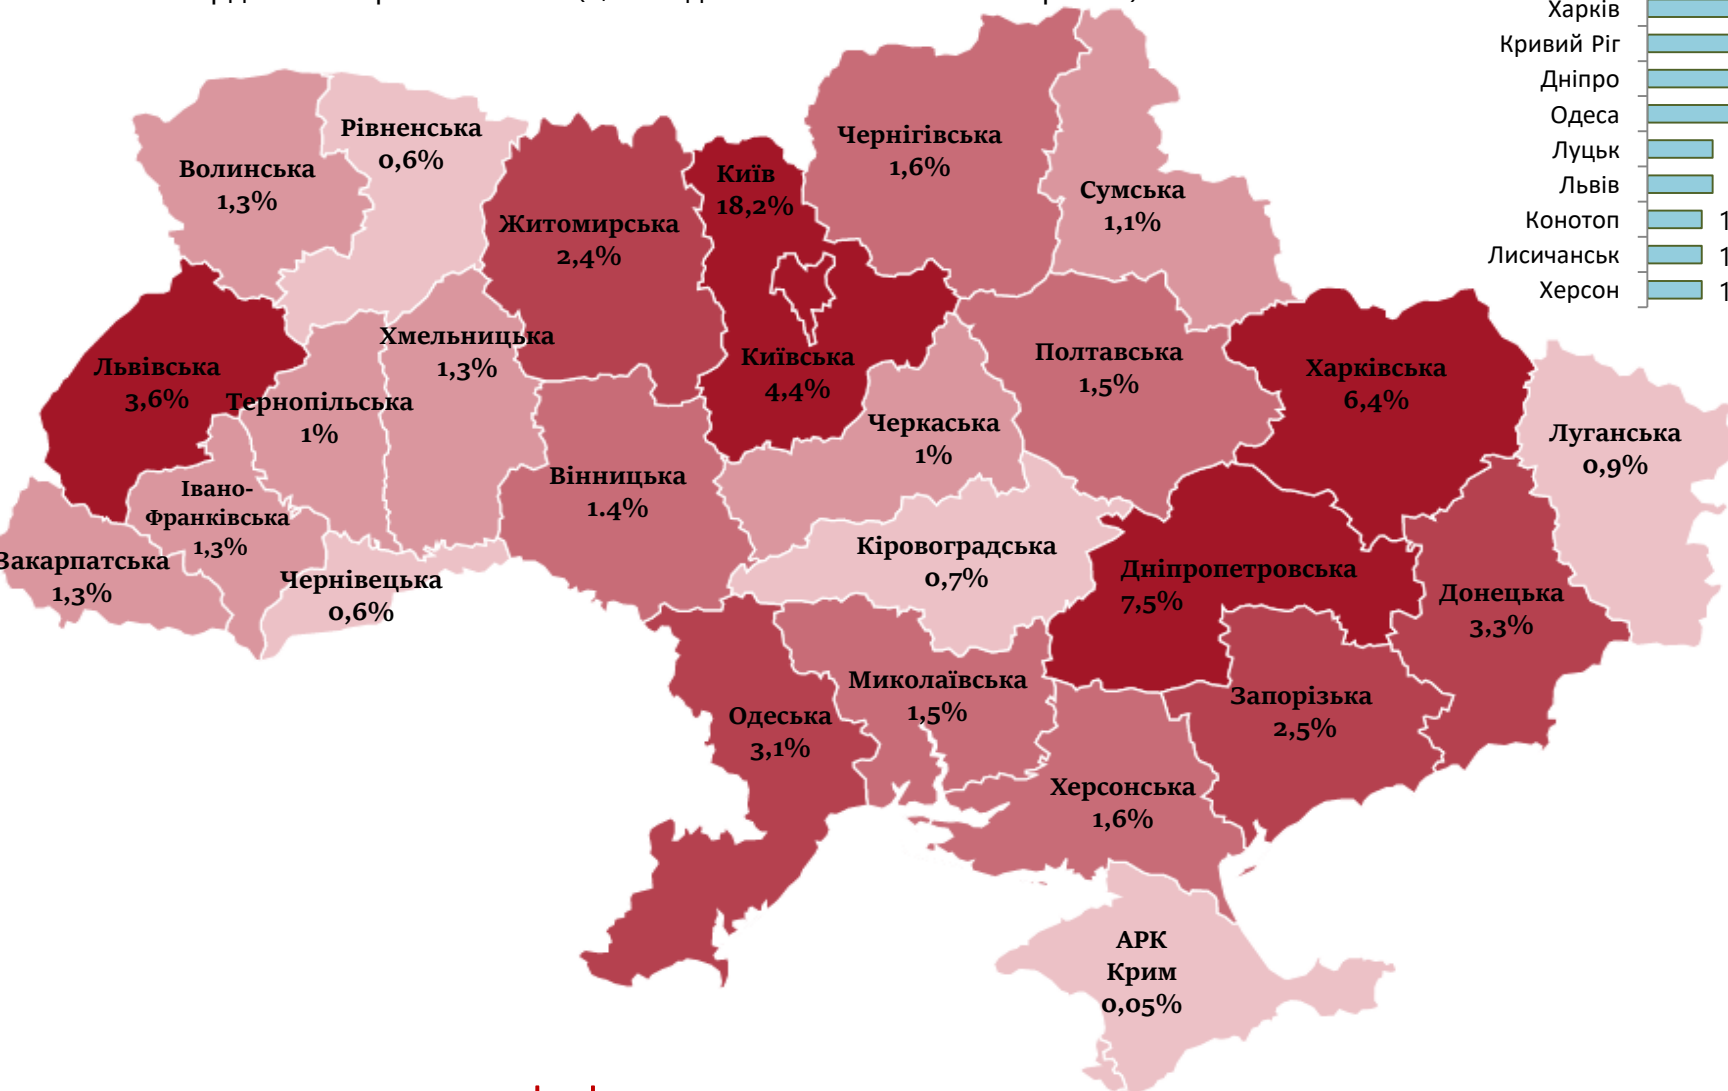 Харків
Кривий Ріг
Дніпро
Одеса
Луцьк
Львів
Конотоп 1
Лисичанськ 1
Херсон 1
Рівненська
0,6%
Волинська
1,3%
Житомирська
2,4%
Київ
18,2%
Чернігівська
1,6%
Сумська
1,1%
Львівська
3,6%
Тернопільська
1%
Хмельницька
1,3%
Київська
4,4%
Черкаська
1%
Полтавська
1,5%
Харківська
6,4%
Луганська
0,9%
Івано-
Франківська
1,3%
Закарпатська
1,3%
Чернівецька
0,6%
Вінницька
1.4%
Кіровоградська
0,7%
Дніпропетровська
7,5%
Донецька
3,3%
Одеська
3,1%
Миколаївська
1,5%
Запорізька
2,5%
Херсонська
1,6%
АРК
Крим
0,05%